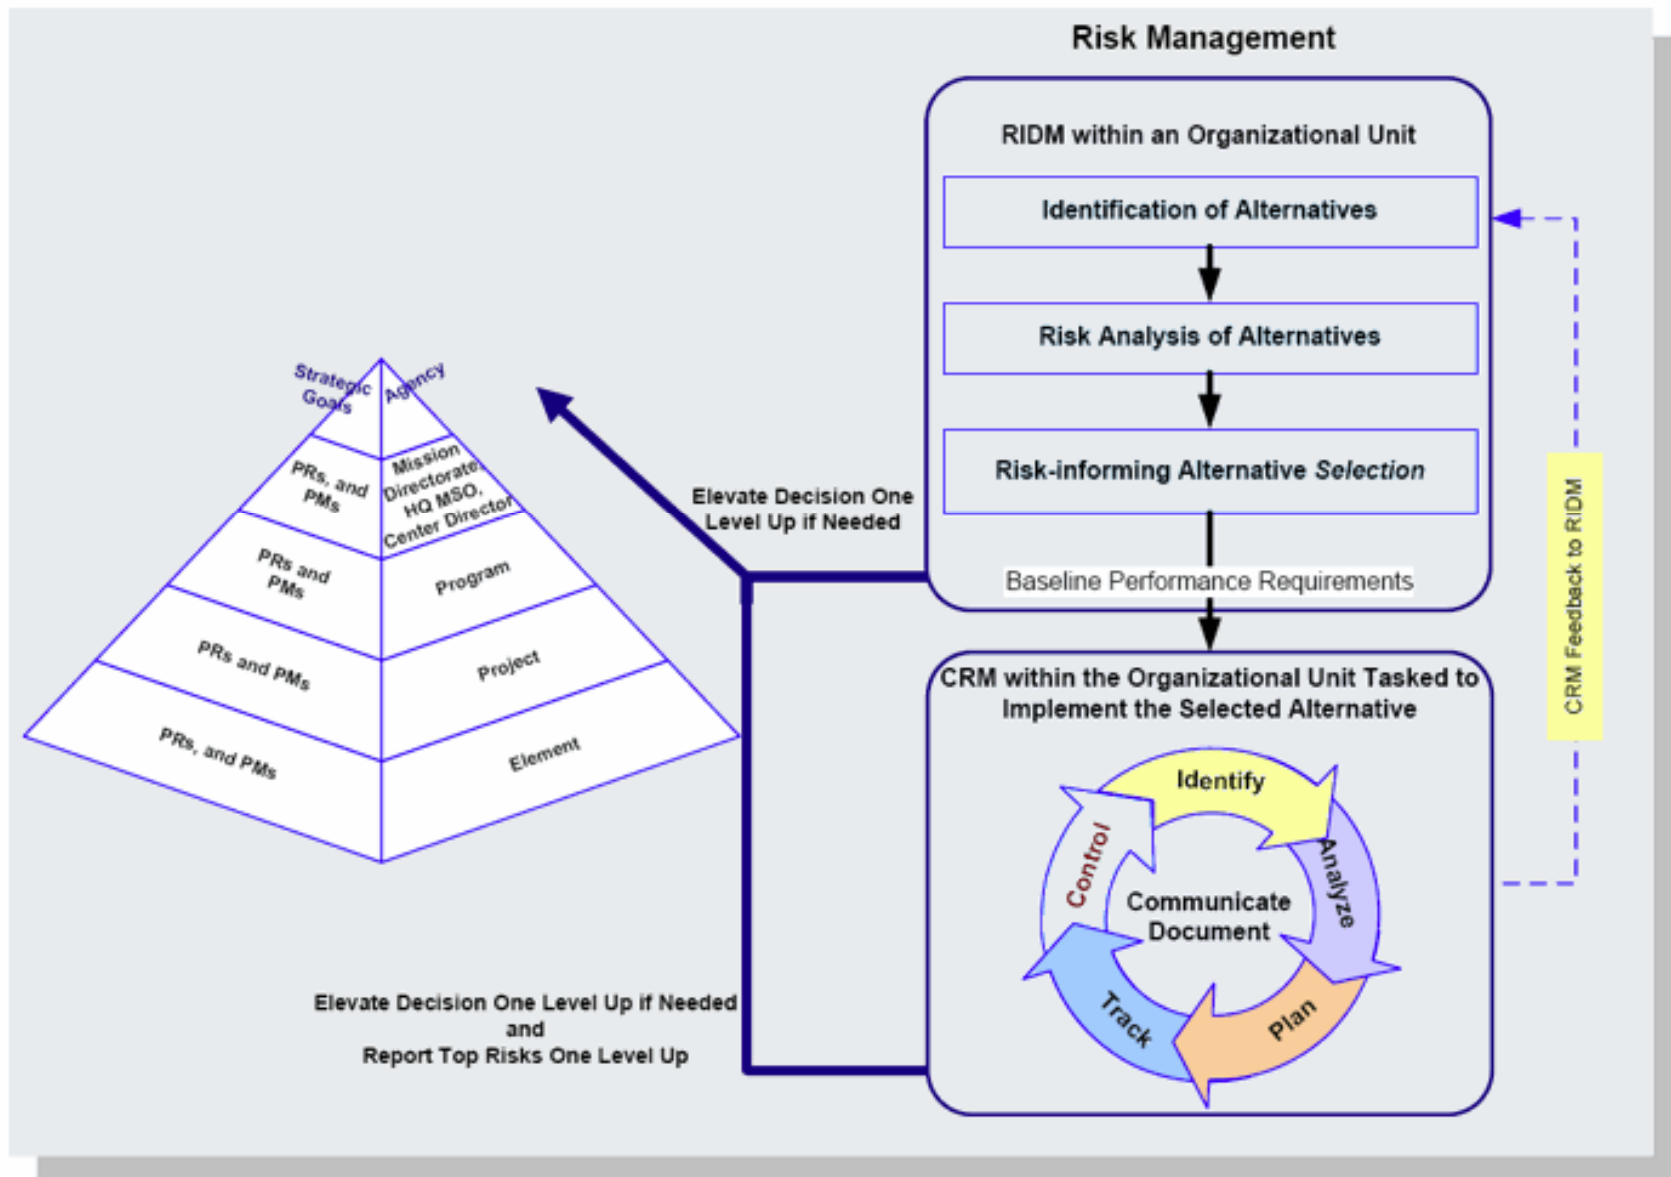 Risk Management
RIDM within an Organizational Unit
Identification of Alternatives
Risk Analysis of Alternatives
Risk-informing Alternative Selection
Baseline Performance Requirements
CRM within the Organizational Unit Tasked to
Implement the Selected Alternative
Identify
Analyze
Plan
Track
Control
Communicate
Document
CRM Feedback to RIDM
Elevate Decision One
Level Up if Needed
Elevate Decision One Level Up if Needed
and
Report Top Risks One Level Up
Strategic
Goals
Agency
PRs, and
PMs
Mission
Directorate,
HQ MSO,
Center Director
PRs and
PMs
Program
PRs and PMs
Project
PRs, and PMs
Element